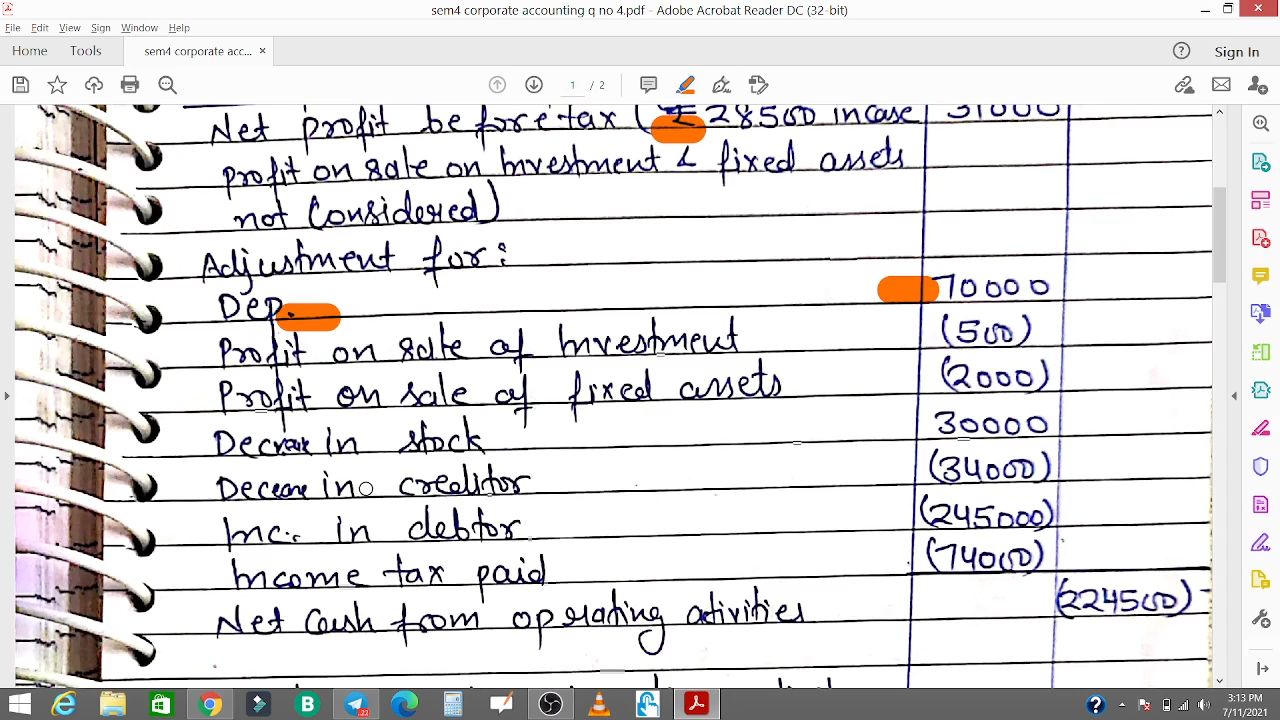 sem4 corporate accounting q no 4.pdf - Adobe Acrobat Reader DC (32-bit)
File Edit View Sign Window Help
Home Tools sem4 corporate acc... × Sign In
1 / 2
Net profit before tax ( ₹ 28500 incase 31000
profit on sale on Investment & fixed assets
not Considered)
Adjustment for:
Dep. 70000
Profit on sale of Investment (500)
Profit on sale of fixed assets (2000)
Decrease in stock 30000
Decease in creditor (34000)
Inc. in debtor (245000)
Income tax paid (74000)
Net Cash from operating activities (224500)
3:13 PM
7/11/2021